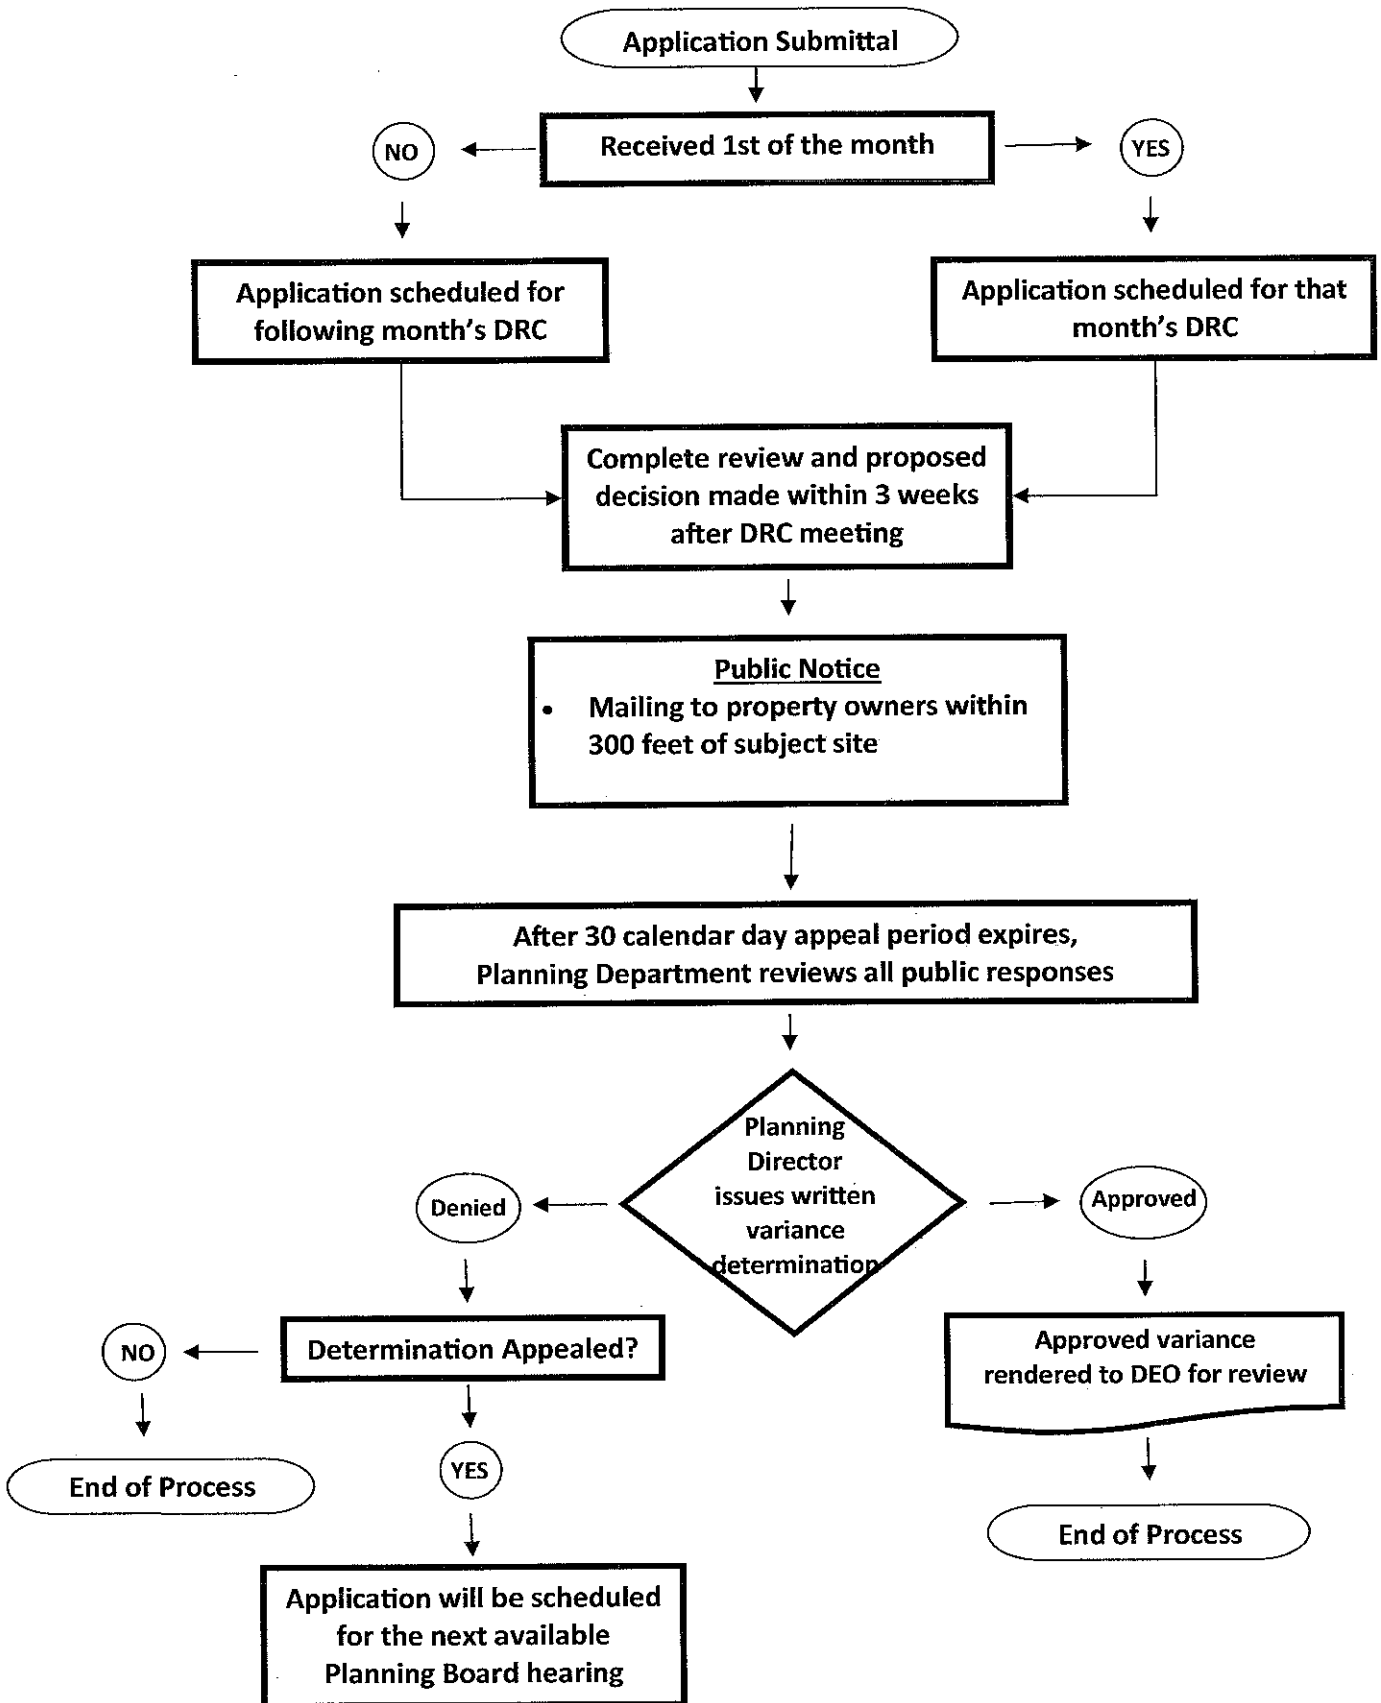 Application Submittal
Received 1st of the month
NO
YES
Application scheduled for
following month's DRC
Application scheduled for that
month's DRC
Complete review and proposed
decision made within 3 weeks
after DRC meeting
Public Notice
• Mailing to property owners within
300 feet of subject site
After 30 calendar day appeal period expires,
Planning Department reviews all public responses
Planning
Director
issues written
variance
determination
Denied
Approved
Determination Appealed?
NO
Approved variance
rendered to DEO for review
YES
End of Process
End of Process
Application will be scheduled
for the next available
Planning Board hearing